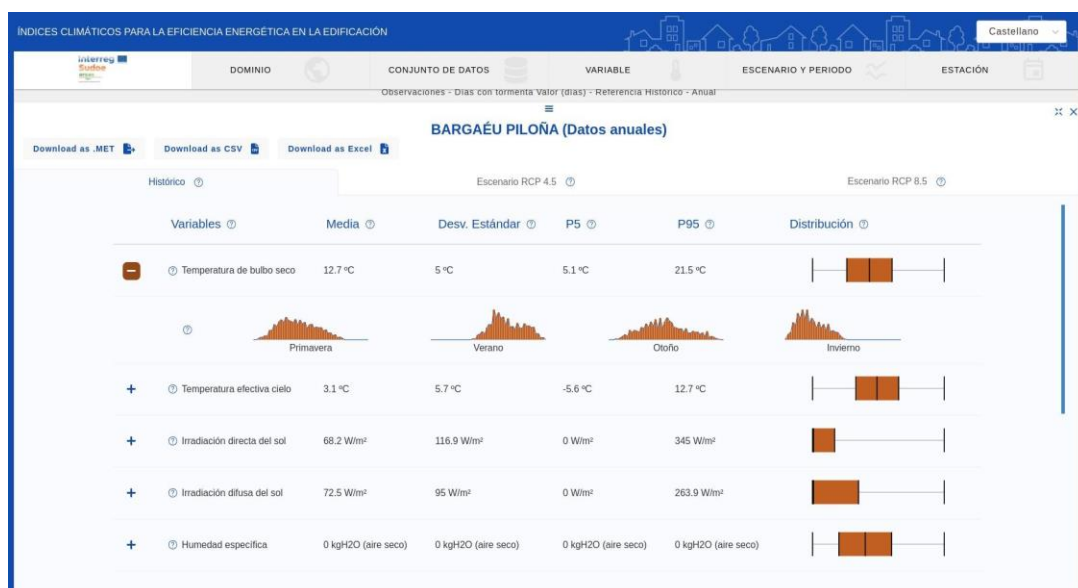 ÍNDICES CLIMÁTICOS PARA LA EFICIENCIA ENERGÉTICA EN LA EDIFICACIÓN
Castellano
interreg
Sudoe
DOMINIO CONJUNTO DE DATOS VARIABLE ESCENARIO Y PERIODO ESTACIÓN
Observaciones - Días con tormenta Valor (días) - Referencia Histórico - Anual
BARGAÉU PILOÑA (Datos anuales)
Download as .MET Download as CSV Download as Excel
Histórico Escenario RCP 4.5 Escenario RCP 8.5
Variables Media Desv. Estándar P5 P95 Distribución
Temperatura de bulbo seco 12.7 ºC 5 ºC 5.1 ºC 21.5 ºC
Primavera Verano Otoño Invierno
Temperatura efectiva cielo 3.1 ºC 5.7 ºC -5.6 ºC 12.7 ºC
Irradiación directa del sol 68.2 W/m² 116.9 W/m² 0 W/m² 345 W/m²
Irradiación difusa del sol 72.5 W/m² 95 W/m² 0 W/m² 263.9 W/m²
Humedad específica 0 kgH2O (aire seco) 0 kgH2O (aire seco) 0 kgH2O (aire seco) 0 kgH2O (aire seco)